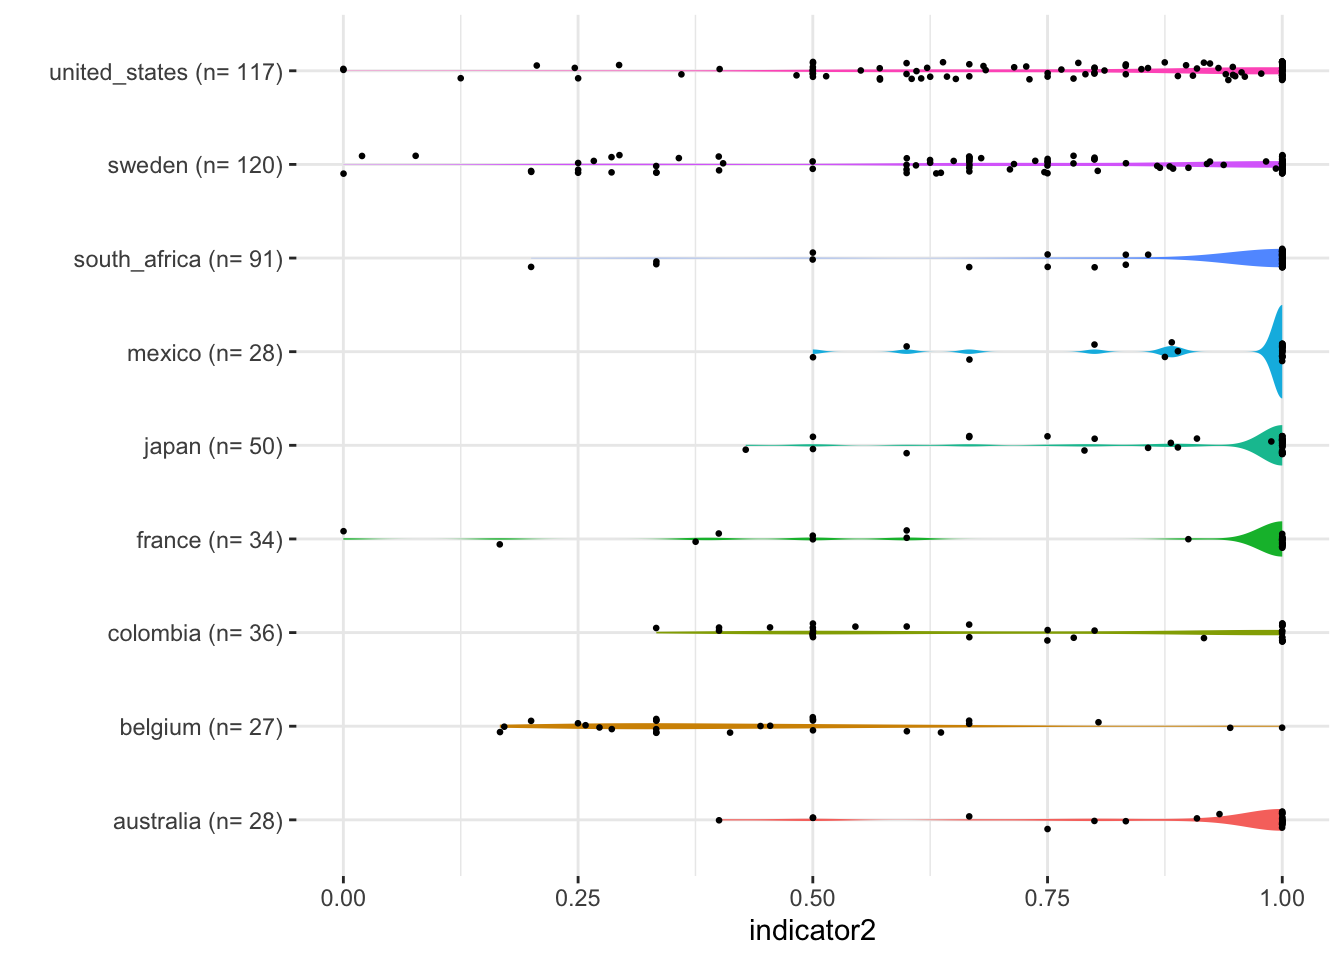 united_states (n= 117)
sweden (n= 120)
south_africa (n= 91)
mexico (n= 28)
japan (n= 50)
france (n= 34)
colombia (n= 36)
belgium (n= 27)
australia (n= 28)
0.00 0.25 0.50 0.75 1.00
indicator2